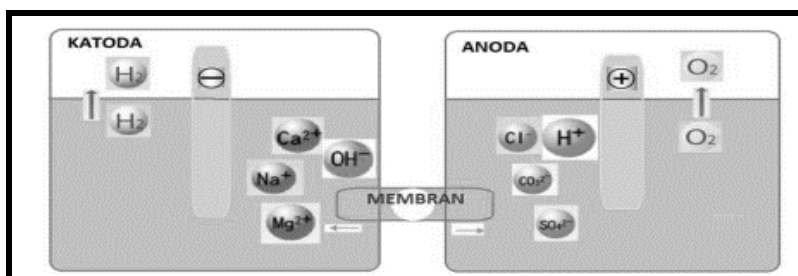 KATODA
H₂
H₂
⊖
Ca²⁺
OH⁻
Na⁺
Mg²⁺
MEMBRAN
ANODA
⊕
O₂
O₂
Cl⁻
H⁺
CO₃²⁻
SO₄²⁻